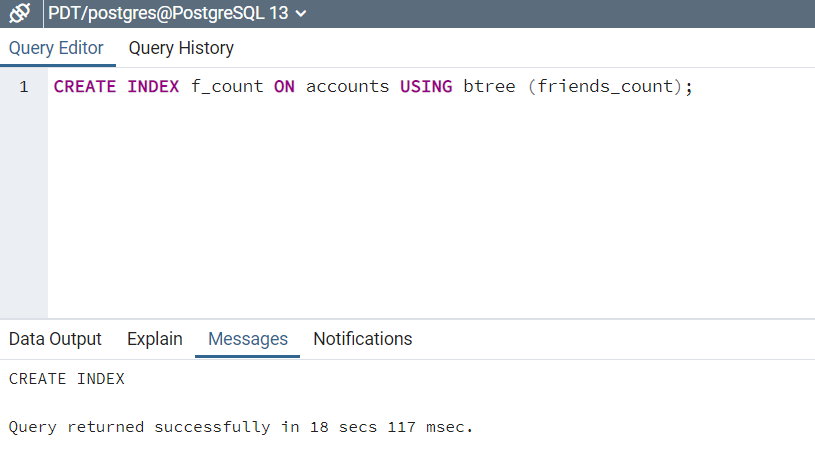 PDT/postgres@PostgreSQL 13
Query Editor Query History
1 CREATE INDEX f_count ON accounts USING btree (friends_count);
Data Output Explain Messages Notifications
CREATE INDEX
Query returned successfully in 18 secs 117 msec.